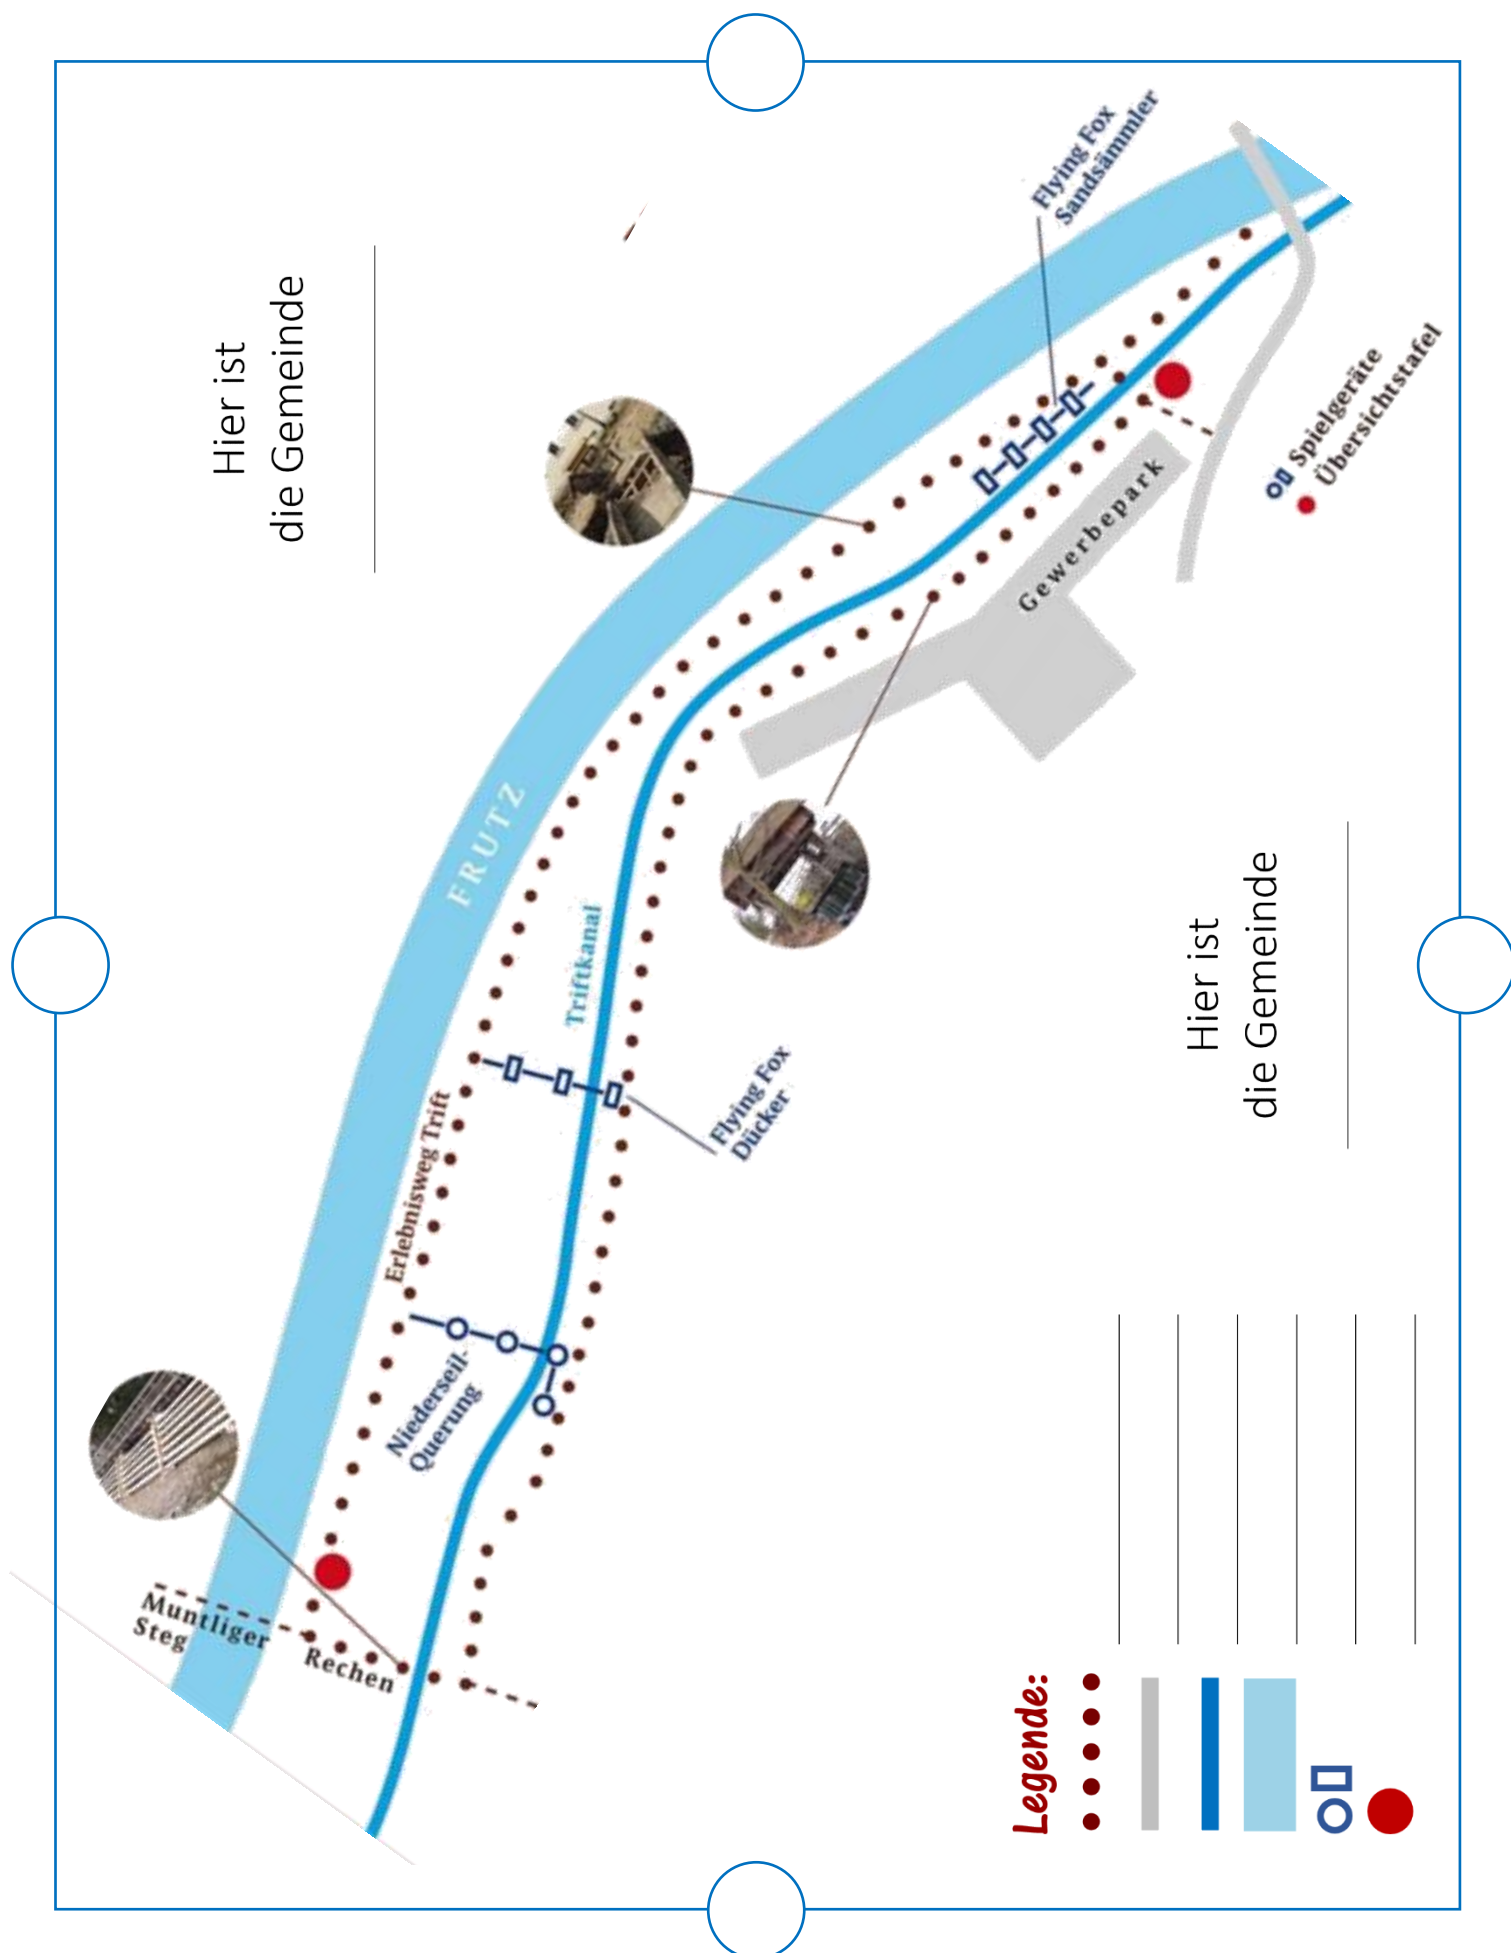 Hier ist
die Gemeinde
Flying Fox
Sandsämmler
Spielgeräte
Übersichtstafel
Gewerbepark
FRUTZ
Triftkanal
Flying Fox
Dücker
Erlebnisweg Trift
Niederseil-
Querung
Muntliger
Steg
Rechen
Hier ist
die Gemeinde
Legende: